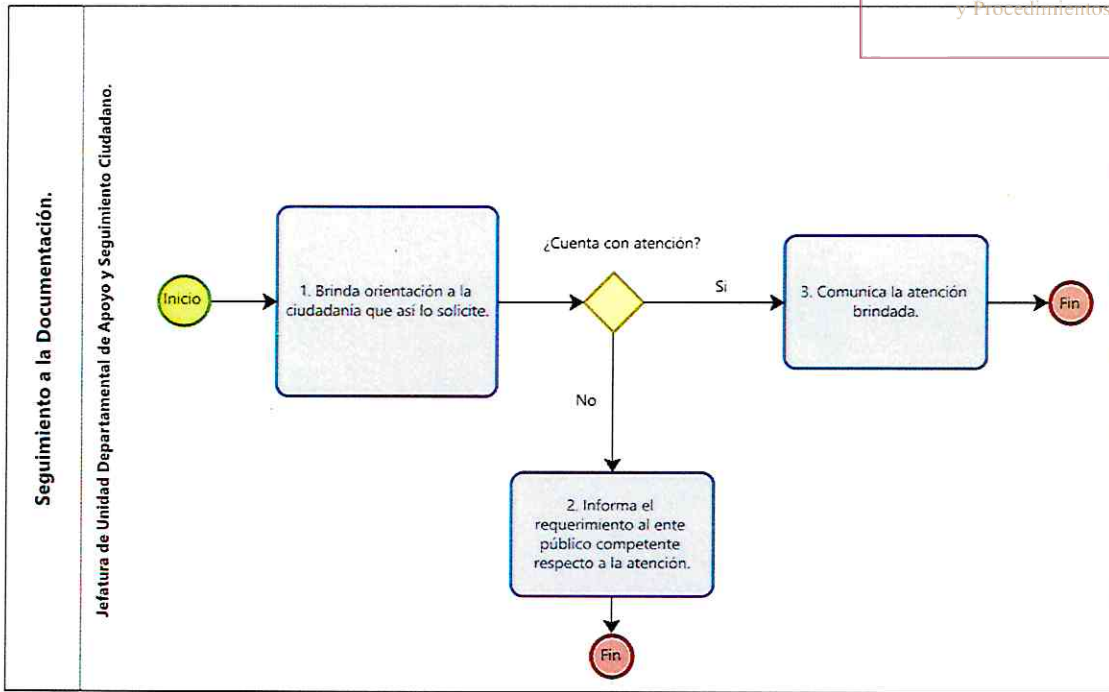 y Procedimientos
Seguimiento a la Documentación.
Jefatura de Unidad Departamental de Apoyo y Seguimiento Ciudadano.
Inicio
1. Brinda orientación a la
ciudadanía que así lo solicite.
¿Cuenta con atención?
Si
3. Comunica la atención
brindada.
Fin
No
2. Informa el
requerimiento al ente
público competente
respecto a la atención.
Fin